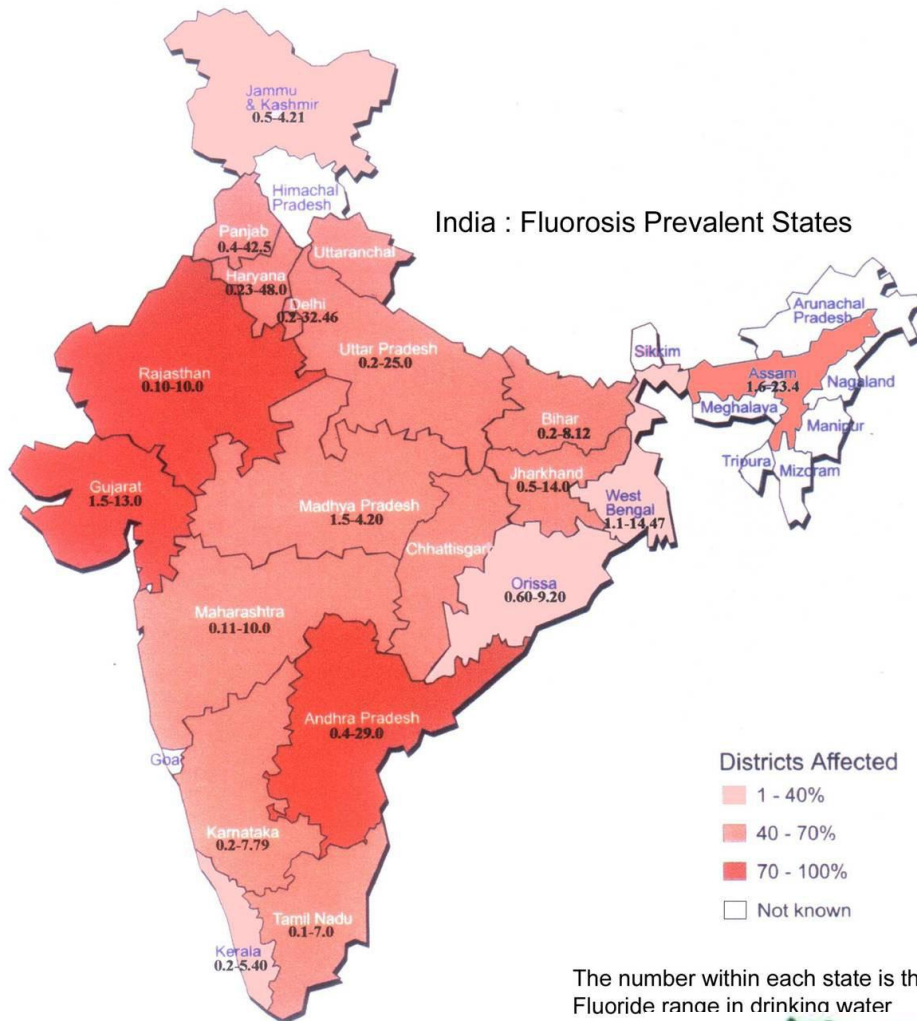 Jammu
& Kashmir
0.5-4.21
Himachal
Pradesh
India : Fluorosis Prevalent States
Panjab
0.4-42.5
Uttaranchal
Haryana
0.23-48.0
Delhi
0.2-32.46
Arunachal
Pradesh
Rajasthan
0.10-10.0
Uttar Pradesh
0.2-25.0
Sikkim
Assam
1.6-23.4
Nagaland
Meghalaya
Manipur
Bihar
0.2-8.12
Tripura
Mizoram
Gujarat
1.5-13.0
Jharkhand
0.5-14.0
Madhya Pradesh
1.5-4.20
West
Bengal
1.1-14.47
Chhattisgar
Orissa
0.60-9.20
Maharashtra
0.11-10.0
Andhra Pradesh
0.4-29.0
Goa
Karnataka
0.2-7.79
Tamil Nadu
0.1-7.0
Kerala
0.2-5.40
Districts Affected
1 - 40%
40 - 70%
70 - 100%
Not known
The number within each state is th
Fluoride range in drinking water